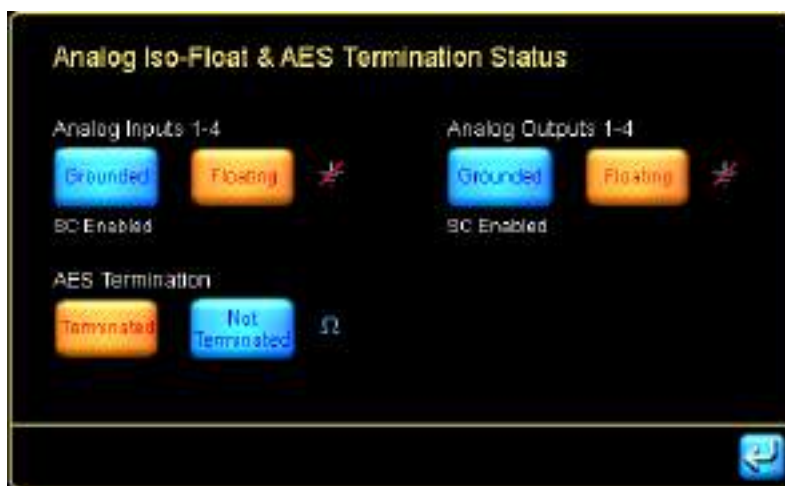 Analog Iso-Float & AES Termination Status
Analog Inputs 1-4
Analog Outputs 1-4
Grounded
Floating
Grounded
Floating
SC Enabled
SC Enabled
AES Termination
Terminated
Not
Terminated
Ω